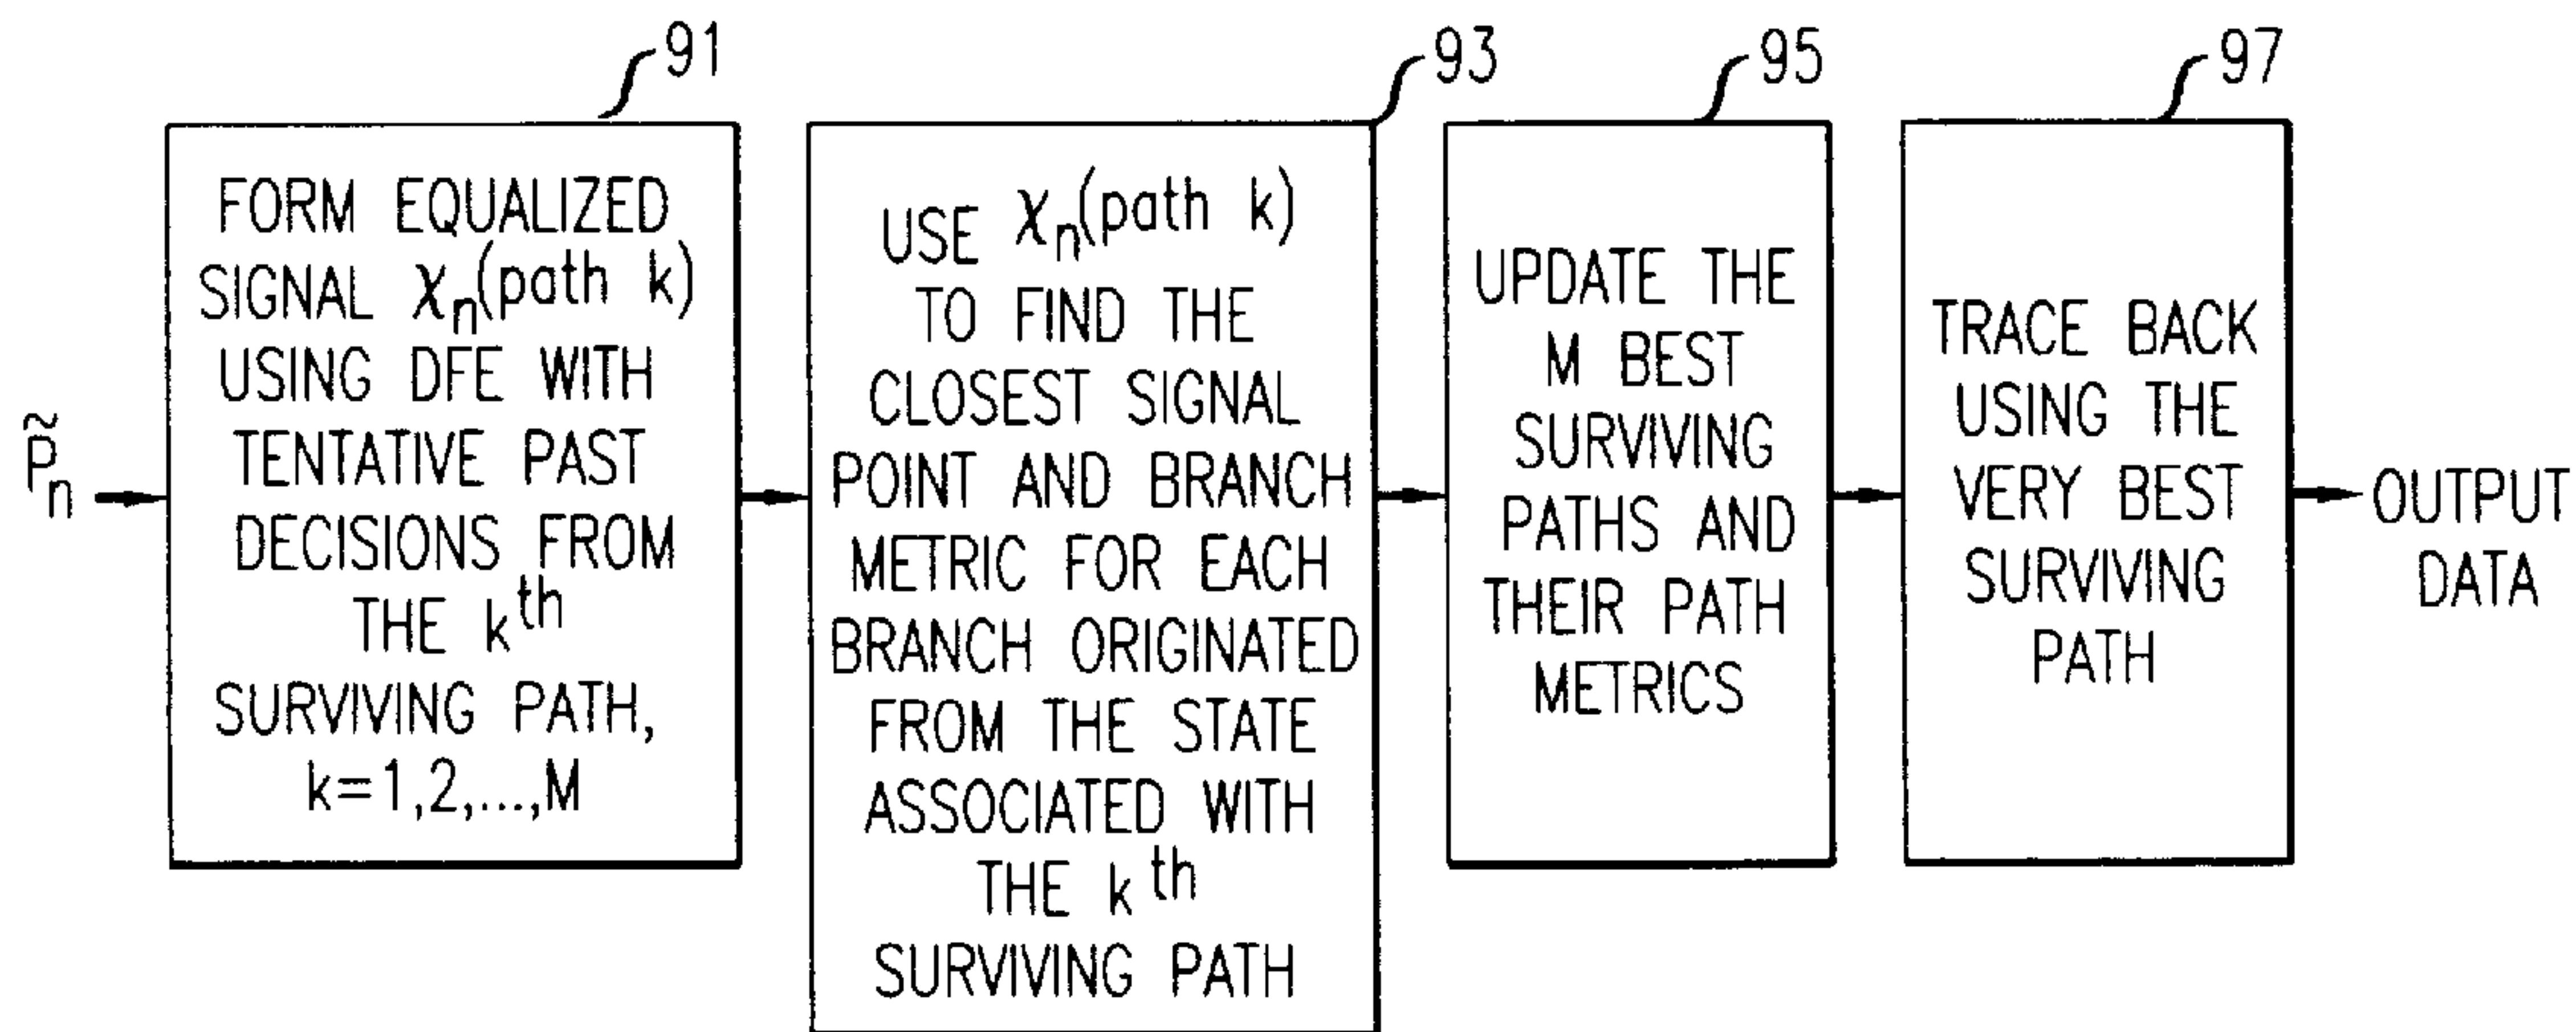 91
93
95
97
P̃n
FORM EQUALIZED
SIGNAL χn(path k)
USING DFE WITH
TENTATIVE PAST
DECISIONS FROM
THE kth
SURVIVING PATH,
k=1,2,...,M
USE χn(path k)
TO FIND THE
CLOSEST SIGNAL
POINT AND BRANCH
METRIC FOR EACH
BRANCH ORIGINATED
FROM THE STATE
ASSOCIATED WITH
THE kth
SURVIVING PATH
UPDATE THE
M BEST
SURVIVING
PATHS AND
THEIR PATH
METRICS
TRACE BACK
USING THE
VERY BEST
SURVIVING
PATH
OUTPUT
DATA